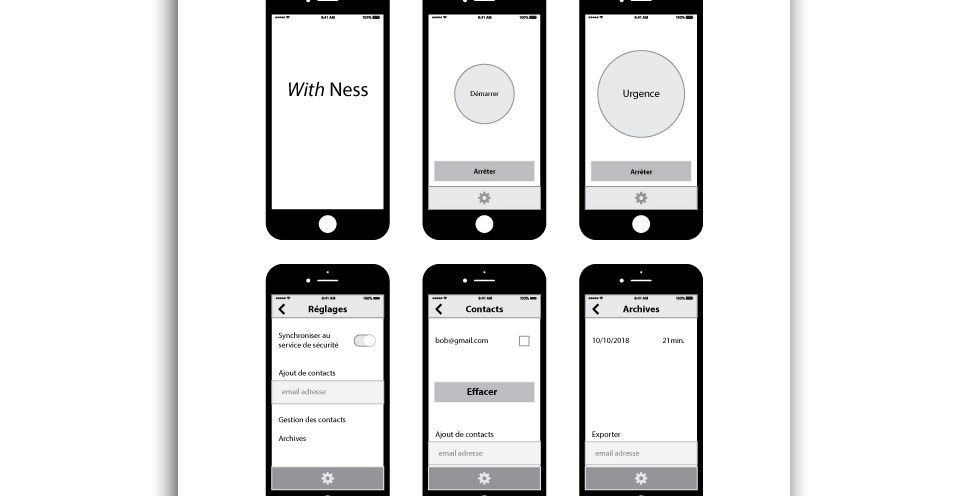 9:41 AM 100%
With Ness
9:41 AM 100%
Démarrer
Arrêter
9:41 AM 100%
Urgence
Arrêter
9:41 AM 100%
Réglages
Synchroniser au
service de sécurité
Ajout de contacts
email adresse
Gestion des contacts
Archives
9:41 AM 100%
Contacts
bob@gmail.com
Effacer
Ajout de contacts
email adresse
9:41 AM 100%
Archives
10/10/2018 21min.
Exporter
email adresse